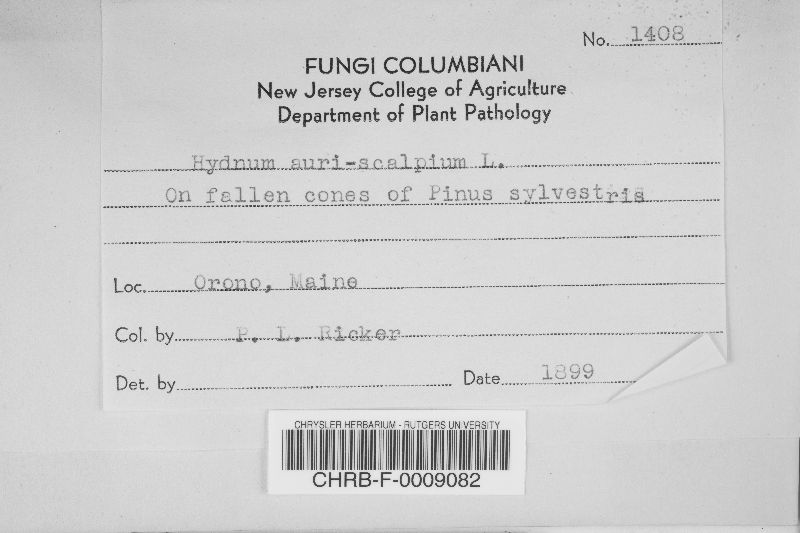 No. 1408
FUNGI COLUMBIANI
New Jersey College of Agriculture
Department of Plant Pathology
Hydnum auri-scalpium L.
On fallen cones of Pinus sylvestris
Loc. Orono, Maine
Col. by P. L. Ricker
Det. by Date 1899
CHRYSLER HERBARIUM - RUTGERS UNIVERSITY
CHRB-F-0009082